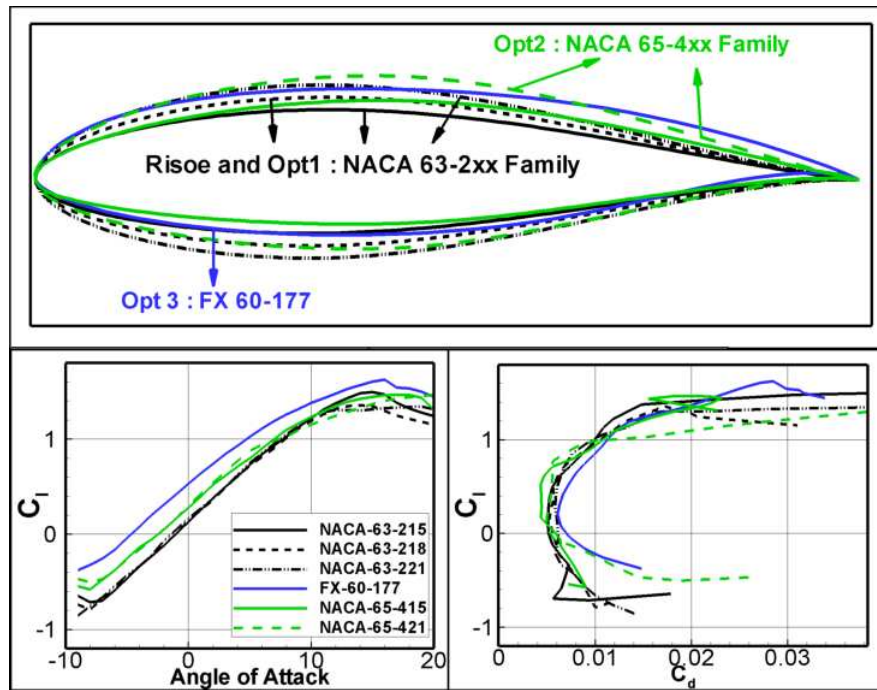 Opt2 : NACA 65-4xx Family
Risoe and Opt1 : NACA 63-2xx Family
Opt 3 : FX 60-177
Cl
1
0
-1
-10
0
10
20
Angle of Attack
NACA-63-215
NACA-63-218
NACA-63-221
FX-60-177
NACA-65-415
NACA-65-421
Cl
1
0
-1
0
0.01
0.02
0.03
Cd